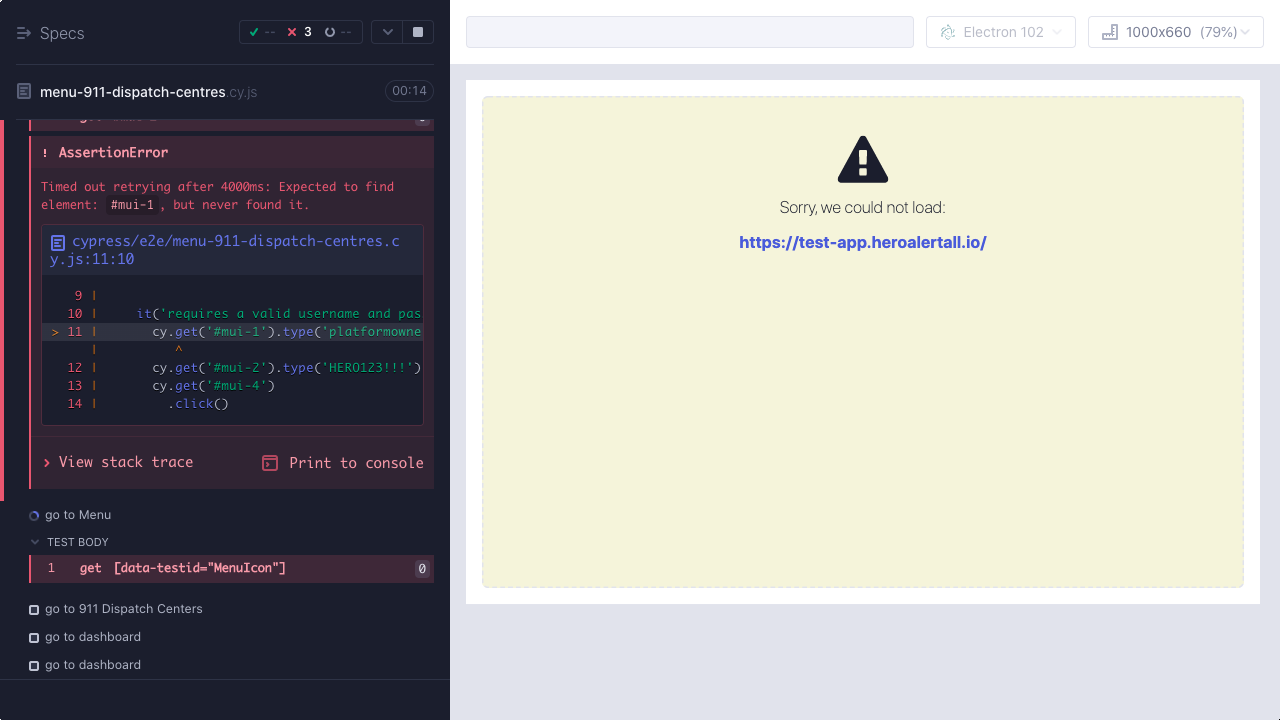 Specs
-- 3 --
menu-911-dispatch-centres.cy.js
00:14
! AssertionError
Timed out retrying after 4000ms: Expected to find
element: #mui-1, but never found it.
cypress/e2e/menu-911-dispatch-centres.c
y.js:11:10
9 |
10 | it('requires a valid username and pas
> 11 | cy.get('#mui-1').type('platformowne
| ^
12 | cy.get('#mui-2').type('HERO123!!!')
13 | cy.get('#mui-4')
14 | .click()
View stack trace
Print to console
go to Menu
TEST BODY
1 get [data-testid="MenuIcon"] 0
go to 911 Dispatch Centers
go to dashboard
go to dashboard
Electron 102
1000x660 (79%)
Sorry, we could not load:
https://test-app.heroalertall.io/